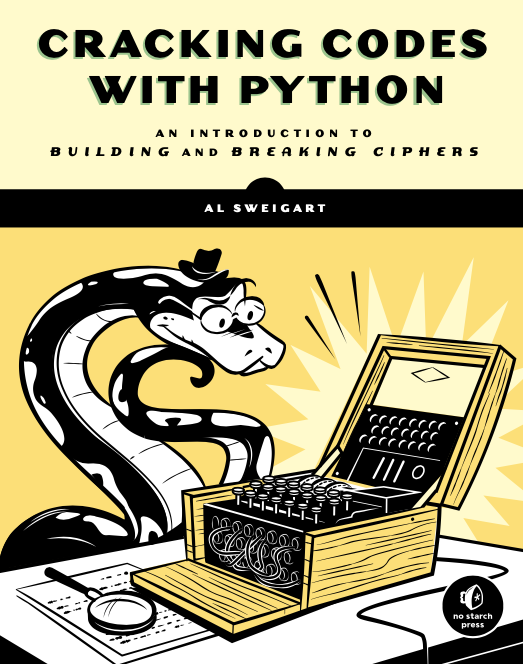 CRACKING CODES
WITH PYTHON
AN INTRODUCTION TO
BUILDING AND BREAKING CIPHERS
AL SWEIGART
no starch
press